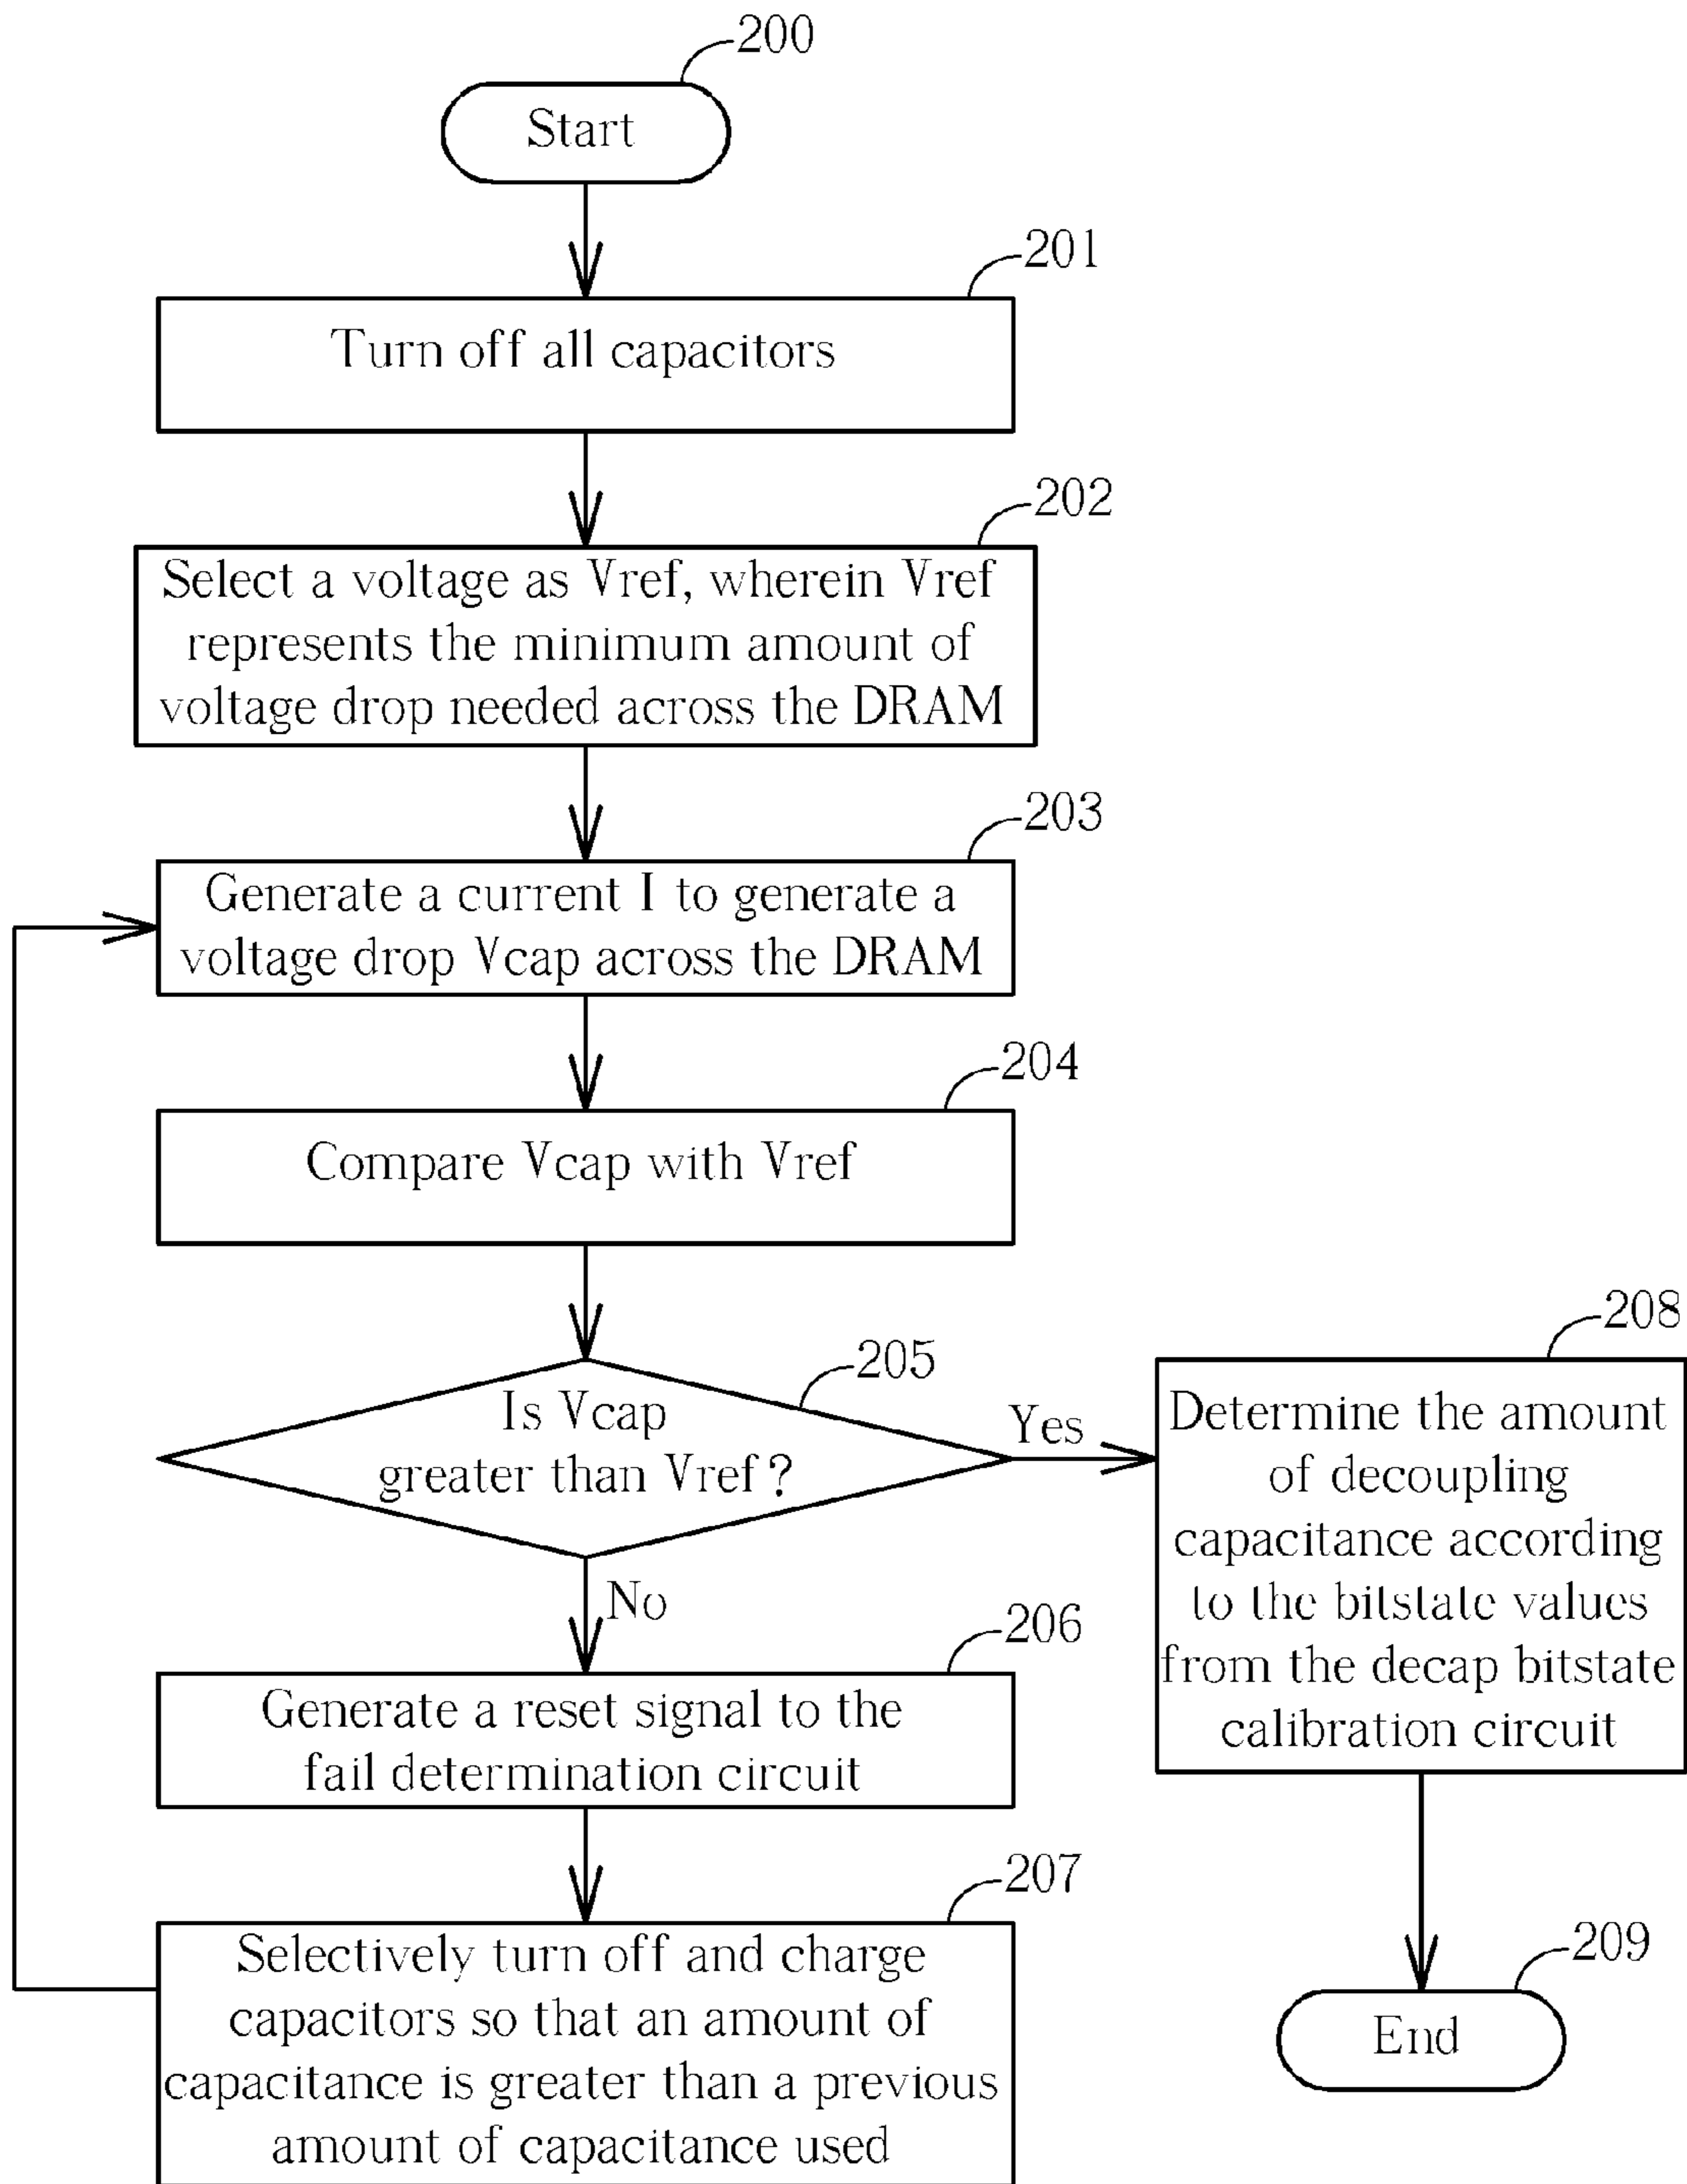 200
Start
201
Turn off all capacitors
202
Select a voltage as Vref, wherein Vref
represents the minimum amount of
voltage drop needed across the DRAM
203
Generate a current I to generate a
voltage drop Vcap across the DRAM
204
Compare Vcap with Vref
205
Is Vcap
greater than Vref?
Yes
No
206
Generate a reset signal to the
fail determination circuit
207
Selectively turn off and charge
capacitors so that an amount of
capacitance is greater than a previous
amount of capacitance used
208
Determine the amount
of decoupling
capacitance according
to the bitstate values
from the decap bitstate
calibration circuit
209
End